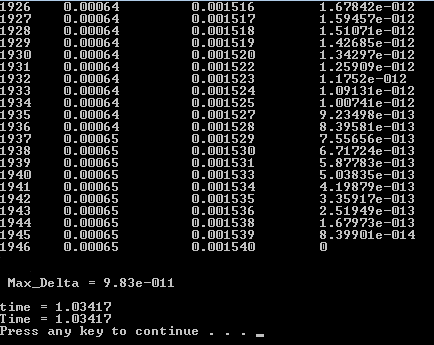 1926 0.00064 0.001516 1.67842e-012
1927 0.00064 0.001517 1.59457e-012
1928 0.00064 0.001518 1.51071e-012
1929 0.00064 0.001519 1.42685e-012
1930 0.00064 0.001520 1.34297e-012
1931 0.00064 0.001522 1.25909e-012
1932 0.00064 0.001523 1.1752e-012
1933 0.00064 0.001524 1.09131e-012
1934 0.00064 0.001525 1.00741e-012
1935 0.00064 0.001527 9.23498e-013
1936 0.00064 0.001528 8.39581e-013
1937 0.00065 0.001529 7.55656e-013
1938 0.00065 0.001530 6.71724e-013
1939 0.00065 0.001531 5.87783e-013
1940 0.00065 0.001533 5.03835e-013
1941 0.00065 0.001534 4.19879e-013
1942 0.00065 0.001535 3.35917e-013
1943 0.00065 0.001536 2.51949e-013
1944 0.00065 0.001538 1.67973e-013
1945 0.00065 0.001539 8.39901e-014
1946 0.00065 0.001540 0
Max_Delta = 9.83e-011
time = 1.03417
Time = 1.03417
Press any key to continue . . . _